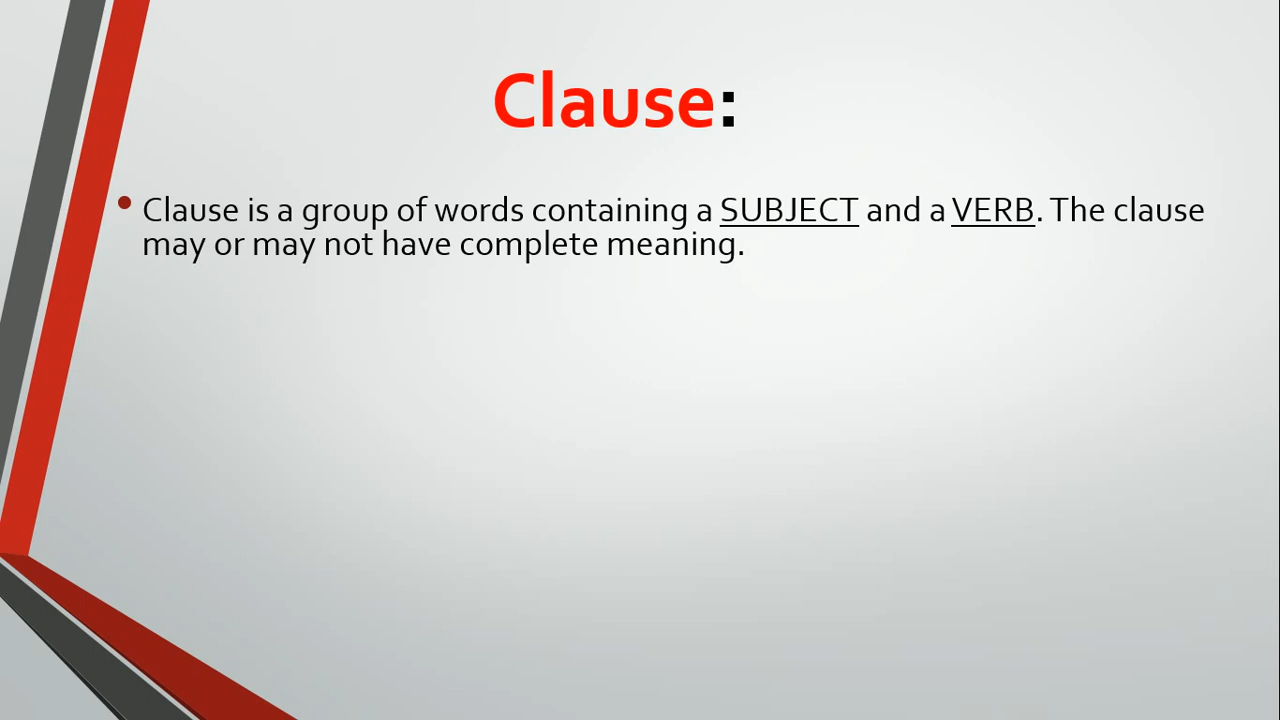 Clause:
• Clause is a group of words containing a SUBJECT and a VERB. The clause
may or may not have complete meaning.